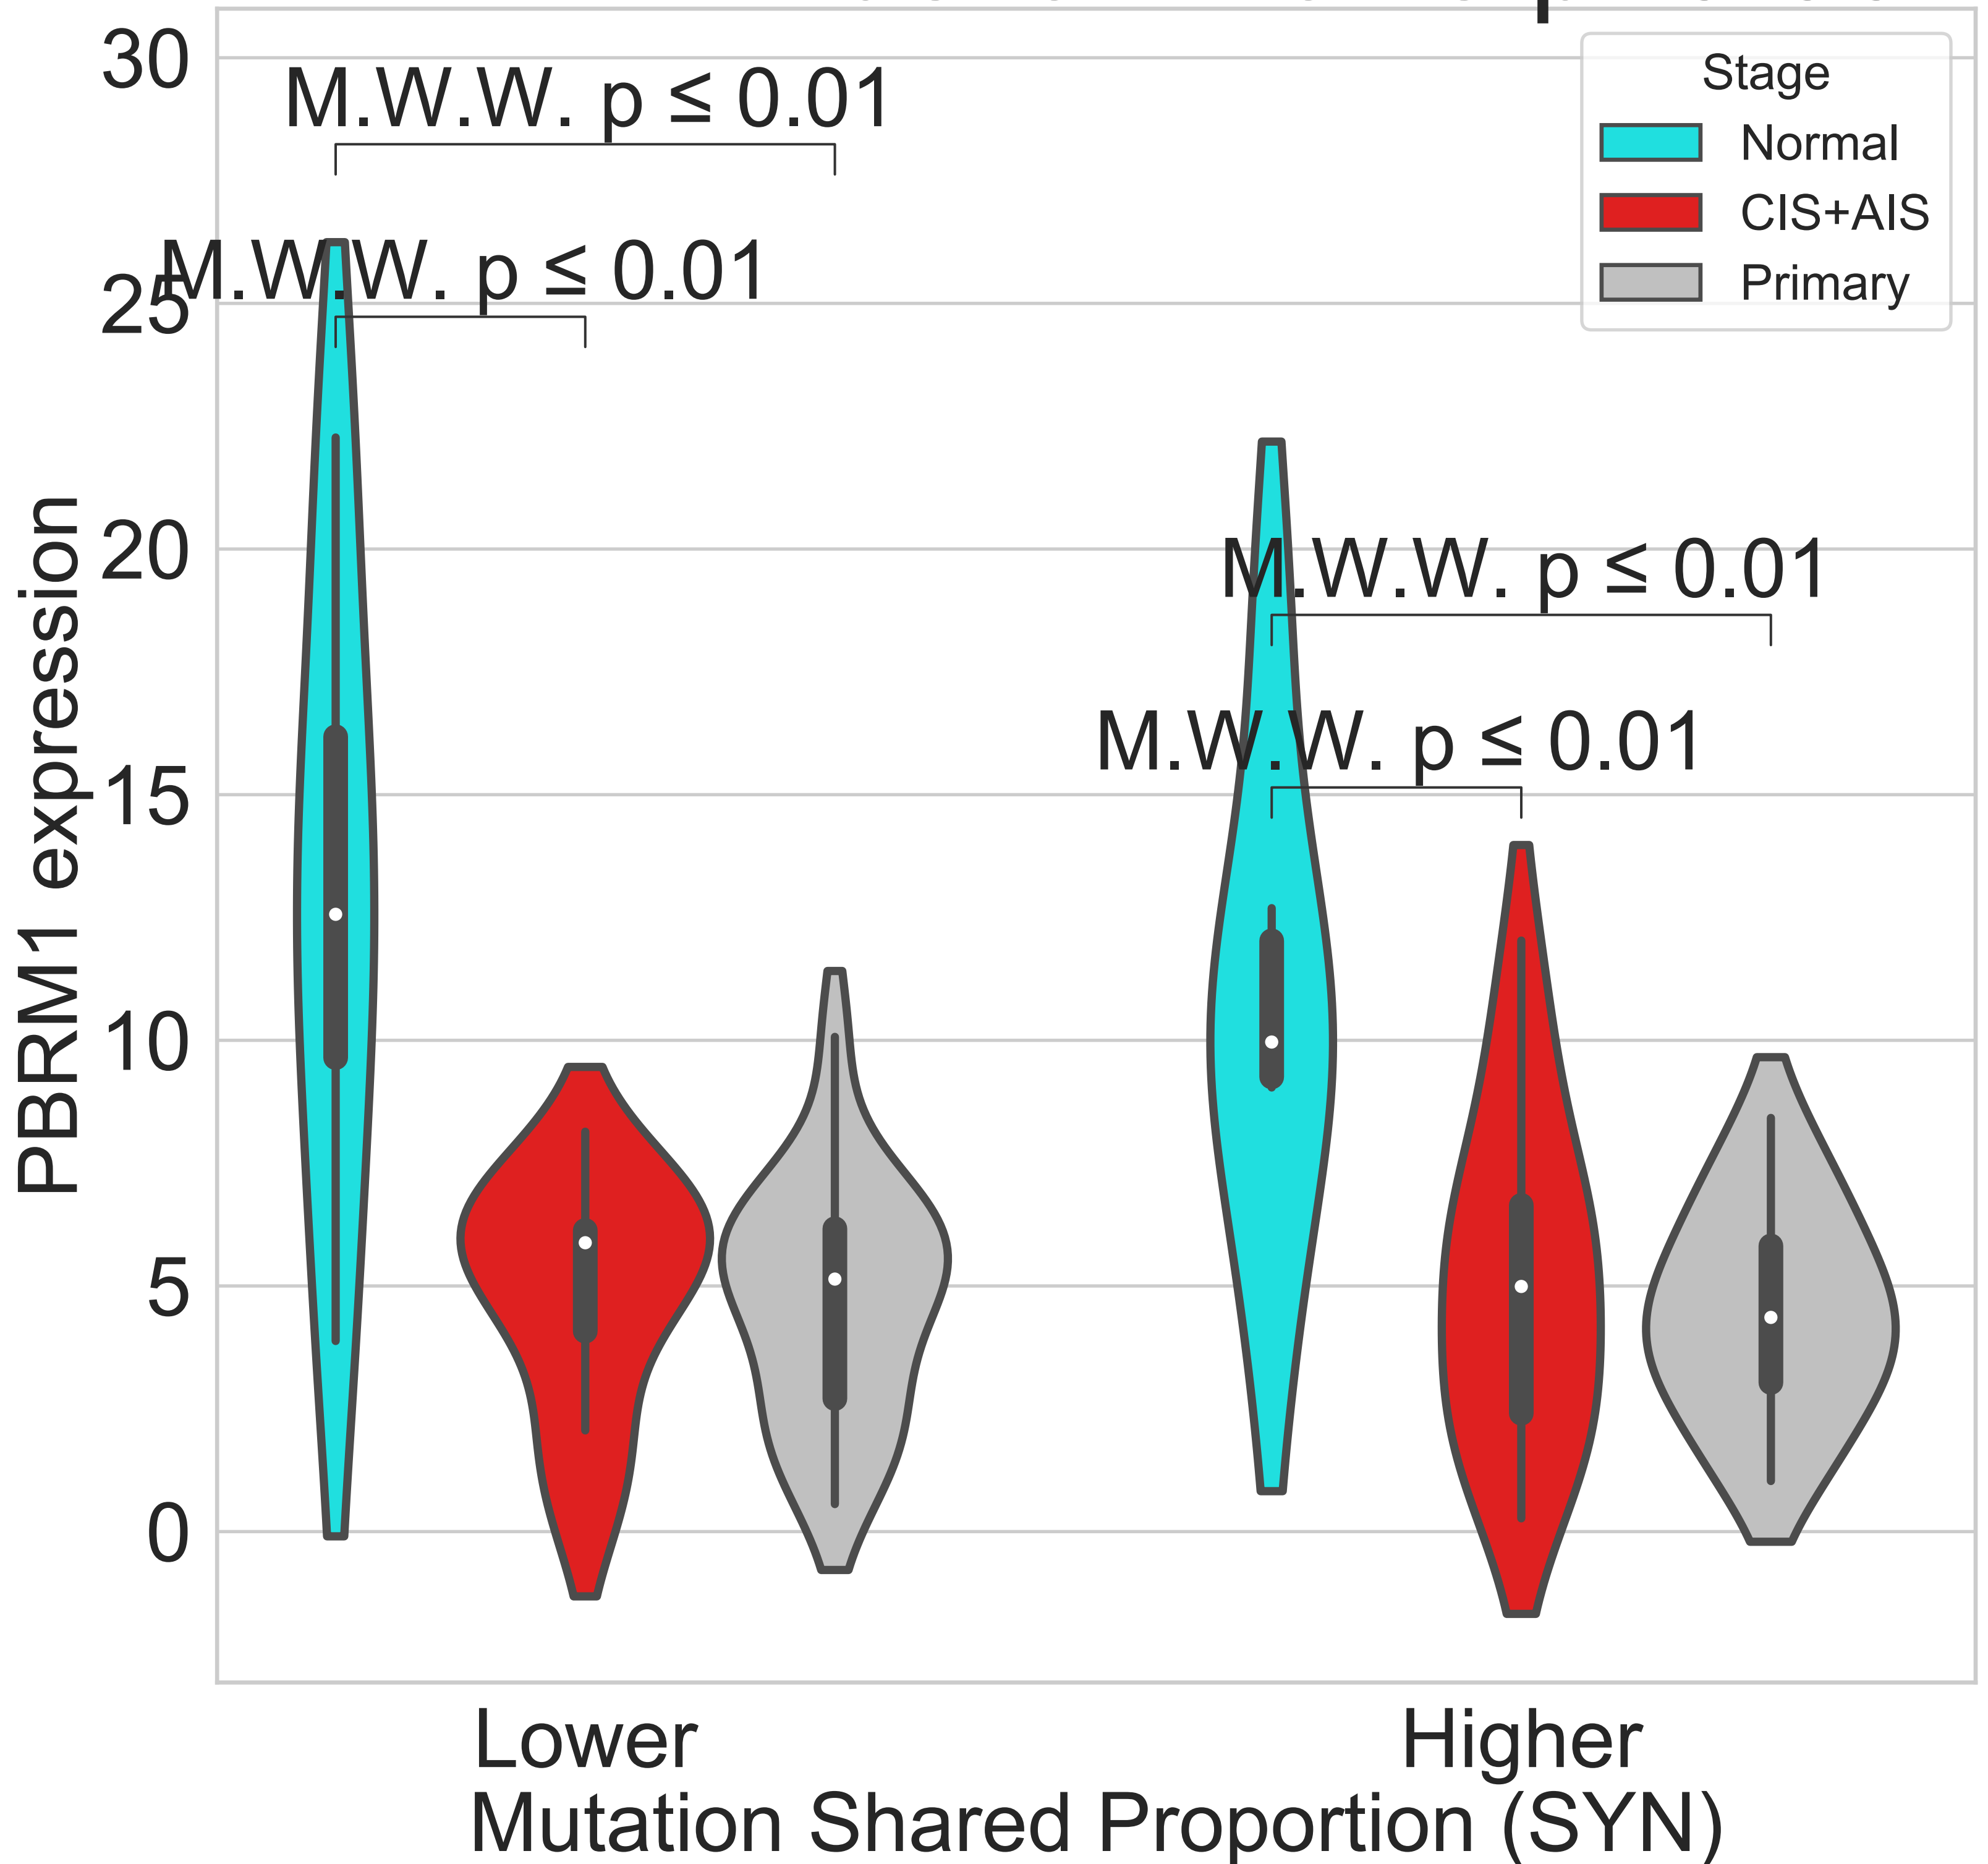 30
M.W.W. p ≤ 0.01
Stage
Normal
CIS+AIS
Primary
M.W.W. p ≤ 0.01
25
20
M.W.W. p ≤ 0.01
M.W.W. p ≤ 0.01
15
10
5
0
PBRM1 expression
Lower
Higher
Mutation Shared Proportion (SYN)